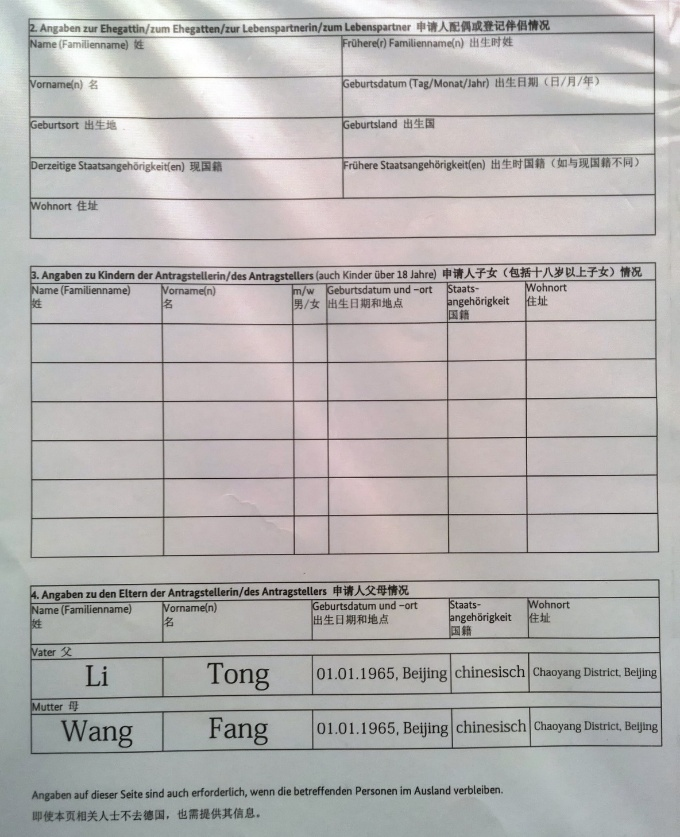 2. Angaben zur Ehegattin/zum Ehegatten/zur Lebenspartnerin/zum Lebenspartner 申请人配偶或登记伴侣情况
Name (Familienname) 姓
Frühere(r) Familienname(n) 出生时姓
Vorname(n) 名
Geburtsdatum (Tag/Monat/Jahr) 出生日期（日/月/年）
Geburtsort 出生地
Geburtsland 出生国
Derzeitige Staatsangehörigkeit(en) 现国籍
Frühere Staatsangehörigkeit(en) 出生时国籍（如与现国籍不同）
Wohnort 住址
3. Angaben zu Kindern der Antragstellerin/des Antragstellers (auch Kinder über 18 Jahre) 申请人子女（包括十八岁以上子女）情况
Name (Familienname)
姓
Vorname(n)
名
m/w
男/女
Geburtsdatum und –ort
出生日期和地点
Staats-
angehörigkeit
国籍
Wohnort
住址
4. Angaben zu den Eltern der Antragstellerin/des Antragstellers 申请人父母情况
Name (Familienname)
姓
Vorname(n)
名
Geburtsdatum und –ort
出生日期和地点
Staats-
angehörigkeit
国籍
Wohnort
住址
Vater 父
Li Tong 01.01.1965, Beijing chinesisch Chaoyang District, Beijing
Mutter 母
Wang Fang 01.01.1965, Beijing chinesisch Chaoyang District, Beijing
Angaben auf dieser Seite sind auch erforderlich, wenn die betreffenden Personen im Ausland verbleiben.
即使本页相关人士不去德国，也需提供其信息。